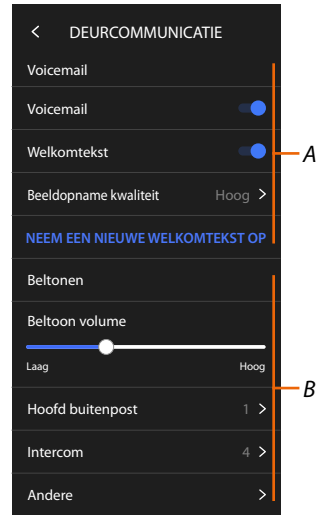 DEURCOMMUNICATIE
Voicemail
Voicemail
Welkomtekst
A
Beeldopname kwaliteit Hoog
NEEM EEN NIEUWE WELKOMTEKST OP
Beltonen
Beltoon volume
Laag Hoog
B
Hoofd buitenpost 1
Intercom 4
Andere